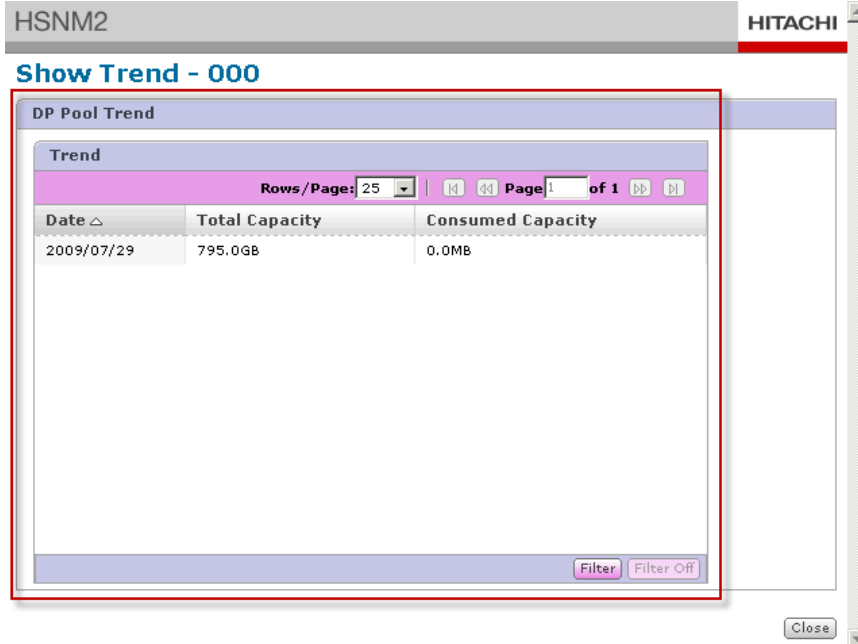 HSNM2 HITACHI
Show Trend - 000
DP Pool Trend
Trend
Rows/Page: 25 Page 1 of 1
Date Total Capacity Consumed Capacity
2009/07/29 795.0GB 0.0MB
Filter Filter Off
Close